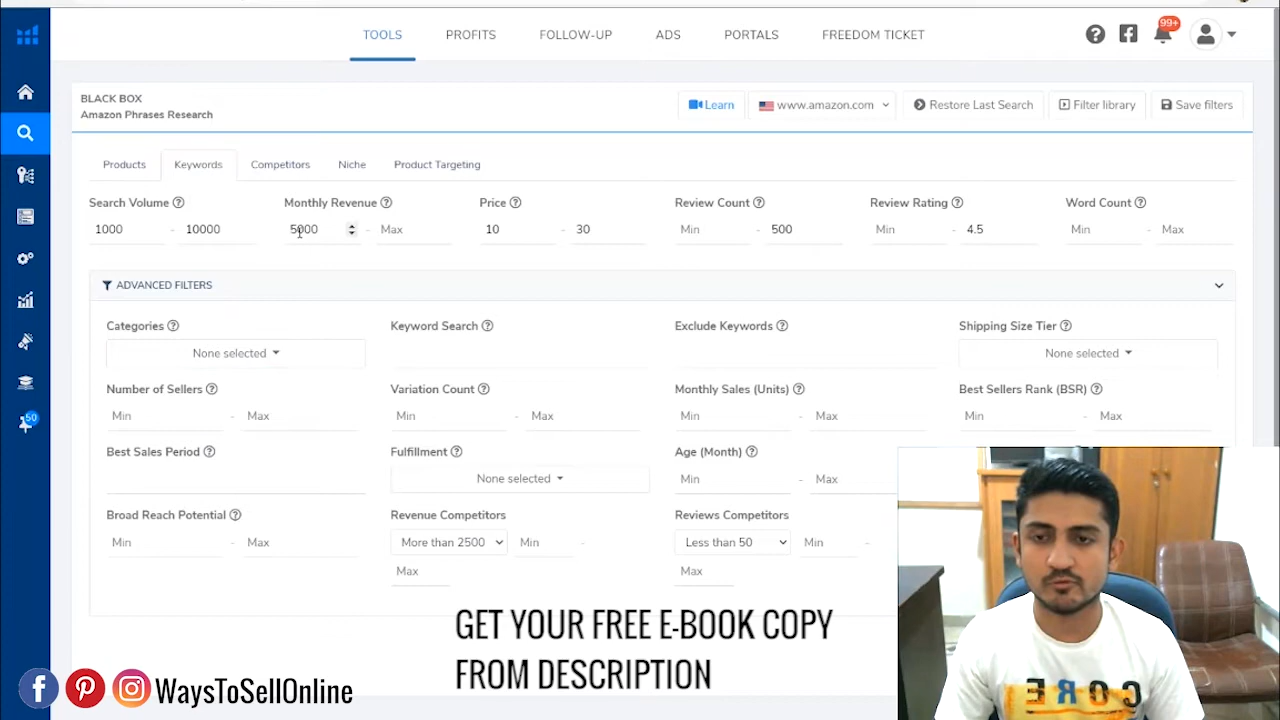 TOOLS PROFITS FOLLOW-UP ADS PORTALS FREEDOM TICKET
99+
BLACK BOX
Amazon Phrases Research
Learn www.amazon.com Restore Last Search Filter library Save filters
Products Keywords Competitors Niche Product Targeting
Search Volume Monthly Revenue Price Review Count Review Rating Word Count
1000 - 10000 5000 - Max 10 - 30 Min - 500 Min - 4.5 Min - Max
ADVANCED FILTERS
Categories Keyword Search Exclude Keywords Shipping Size Tier
None selected None selected
Number of Sellers Variation Count Monthly Sales (Units) Best Sellers Rank (BSR)
Min - Max Min - Max Min - Max Min - Max
50
Best Sales Period Fulfillment Age (Month)
None selected Min - Max
Broad Reach Potential Revenue Competitors Reviews Competitors
Min - Max More than 2500 Min - Less than 50 Min -
Max Max
GET YOUR FREE E-BOOK COPY
FROM DESCRIPTION
WaysToSellOnline
CORE